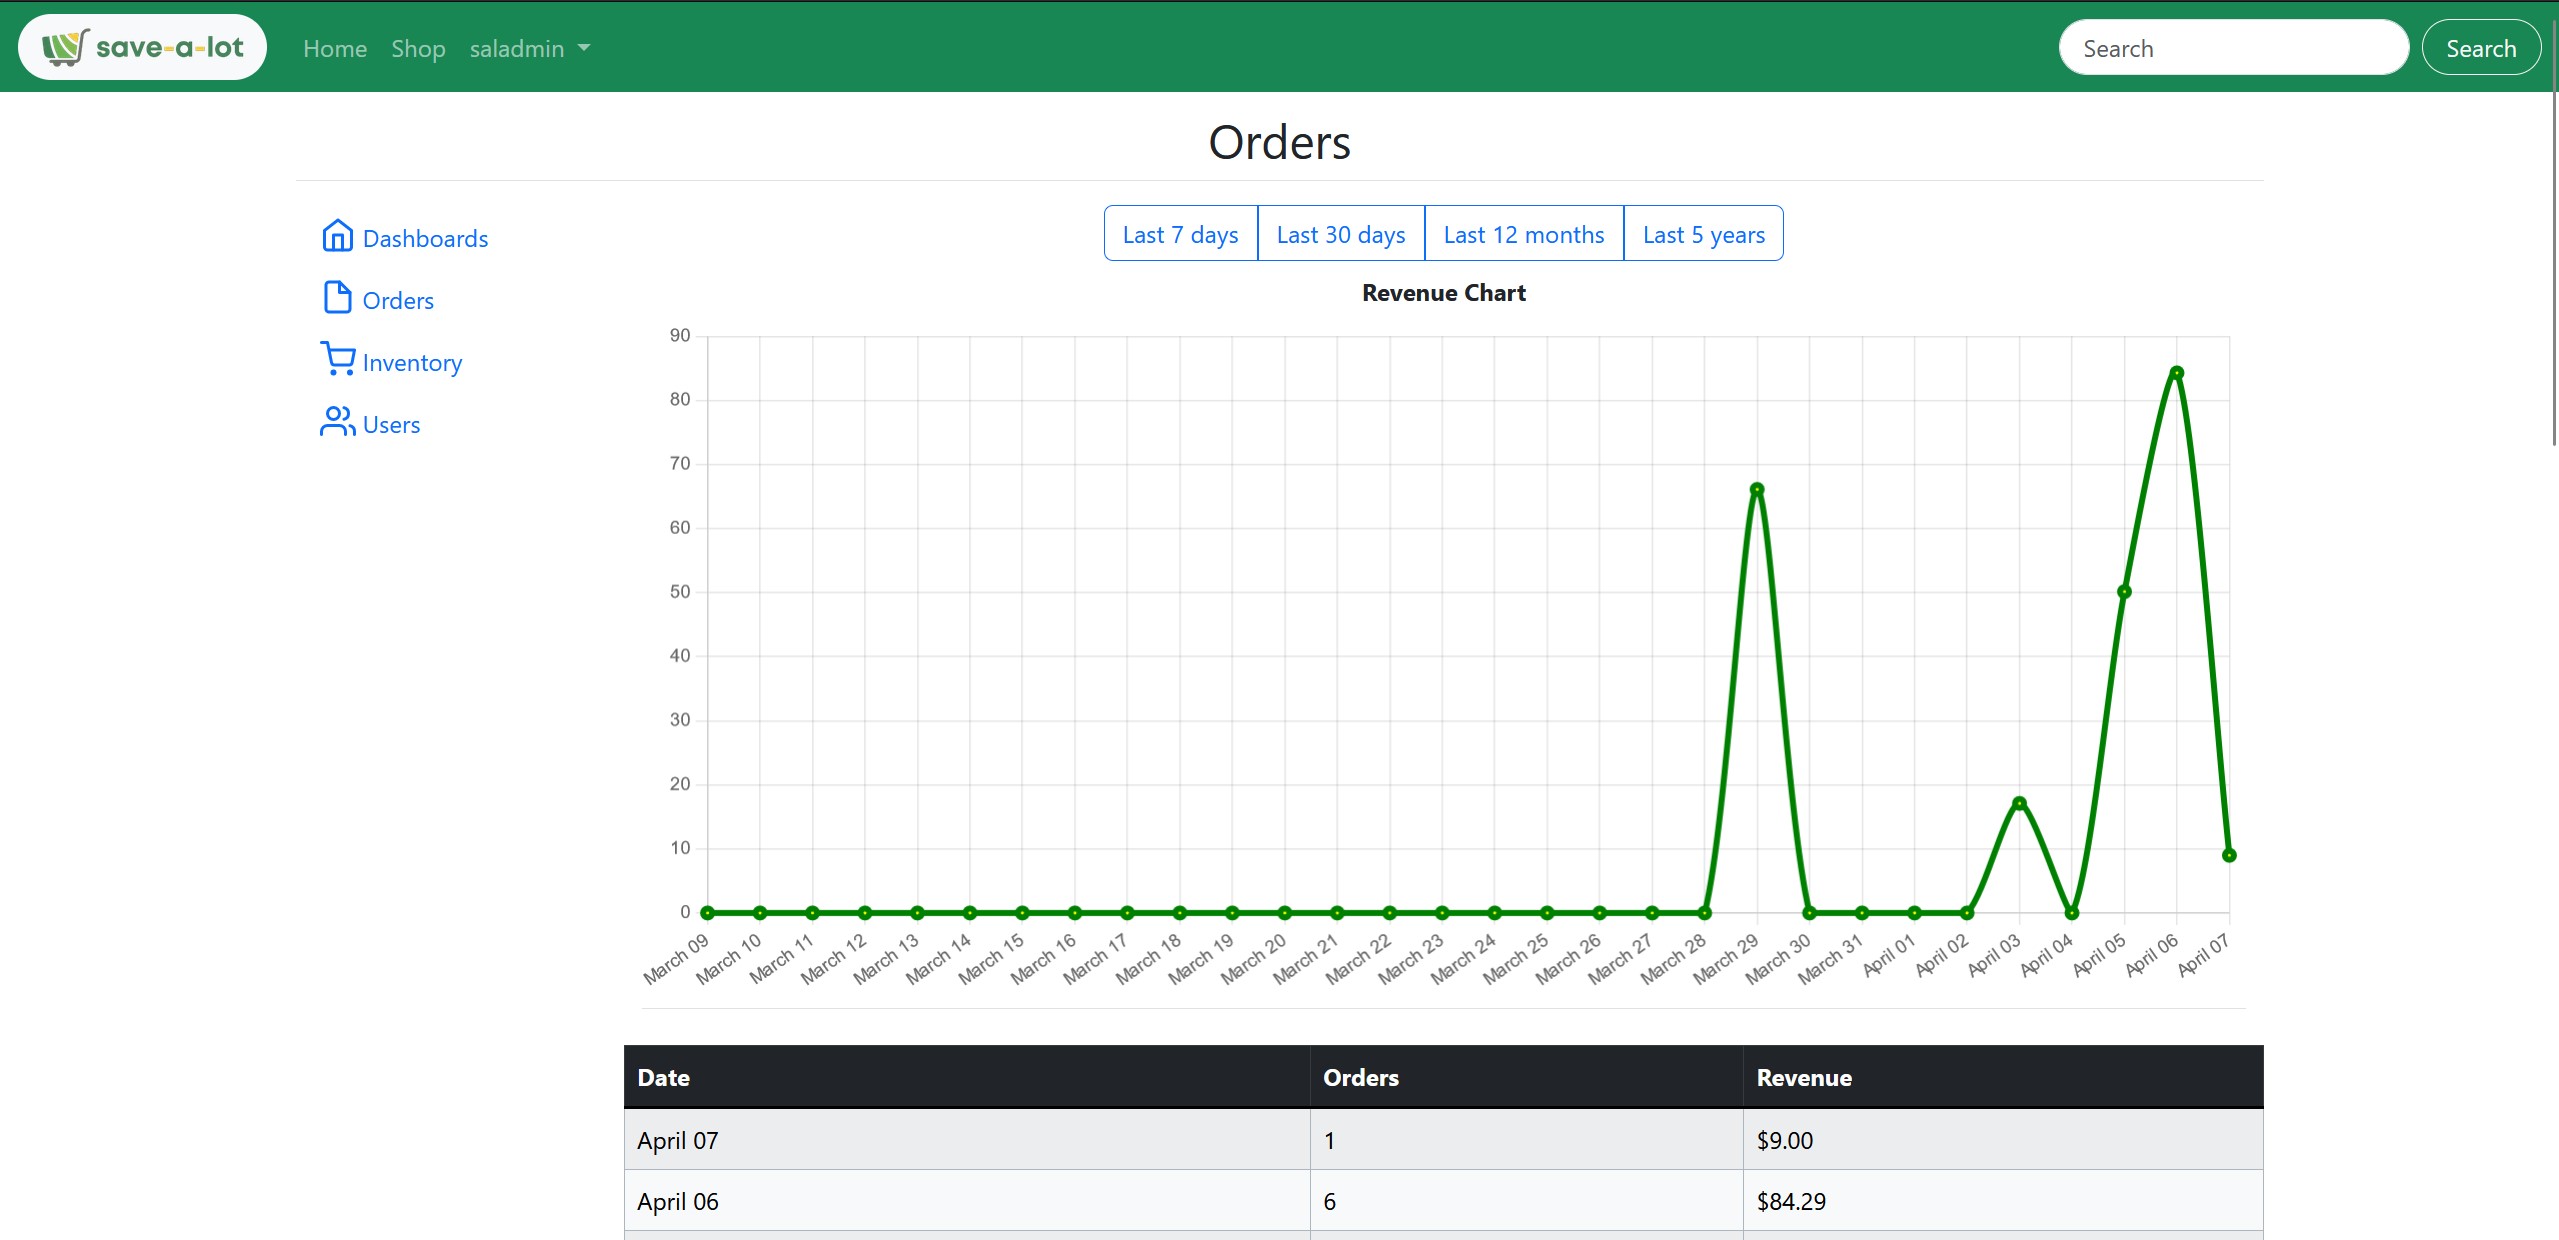 save-a-lot Home Shop saladmin Search Search
Orders
Dashboards
Orders
Inventory
Users
Last 7 days Last 30 days Last 12 months Last 5 years
Revenue Chart
90
80
70
60
50
40
30
20
10
0
March 09 March 10 March 11 March 12 March 13 March 14 March 15 March 16 March 17 March 18 March 19 March 20 March 21 March 22 March 23 March 24 March 25 March 26 March 27 March 28 March 29 March 30 March 31 April 01 April 02 April 03 April 04 April 05 April 06 April 07
Date Orders Revenue
April 07 1 $9.00
April 06 6 $84.29